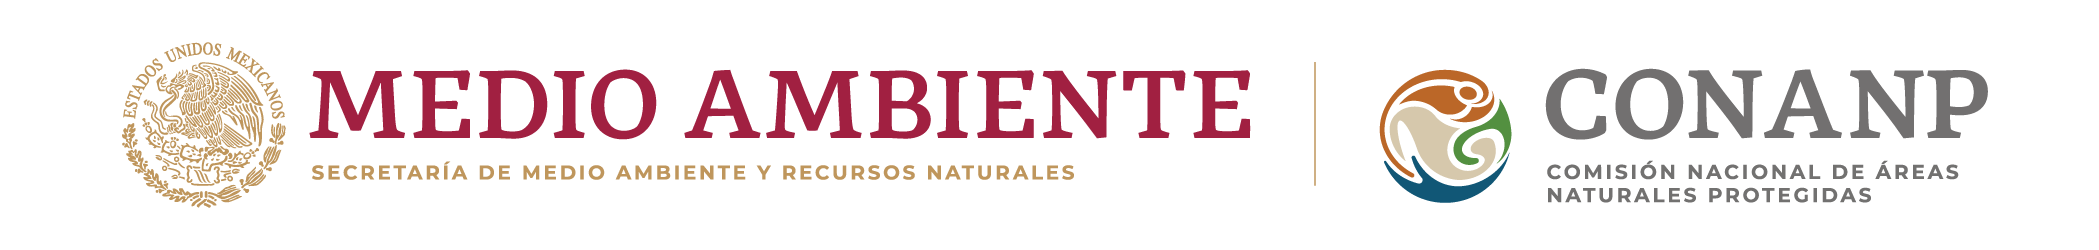 ESTADOS UNIDOS MEXICANOS
MEDIO AMBIENTE
SECRETARÍA DE MEDIO AMBIENTE Y RECURSOS NATURALES
CONANP
COMISIÓN NACIONAL DE ÁREAS
NATURALES PROTEGIDAS